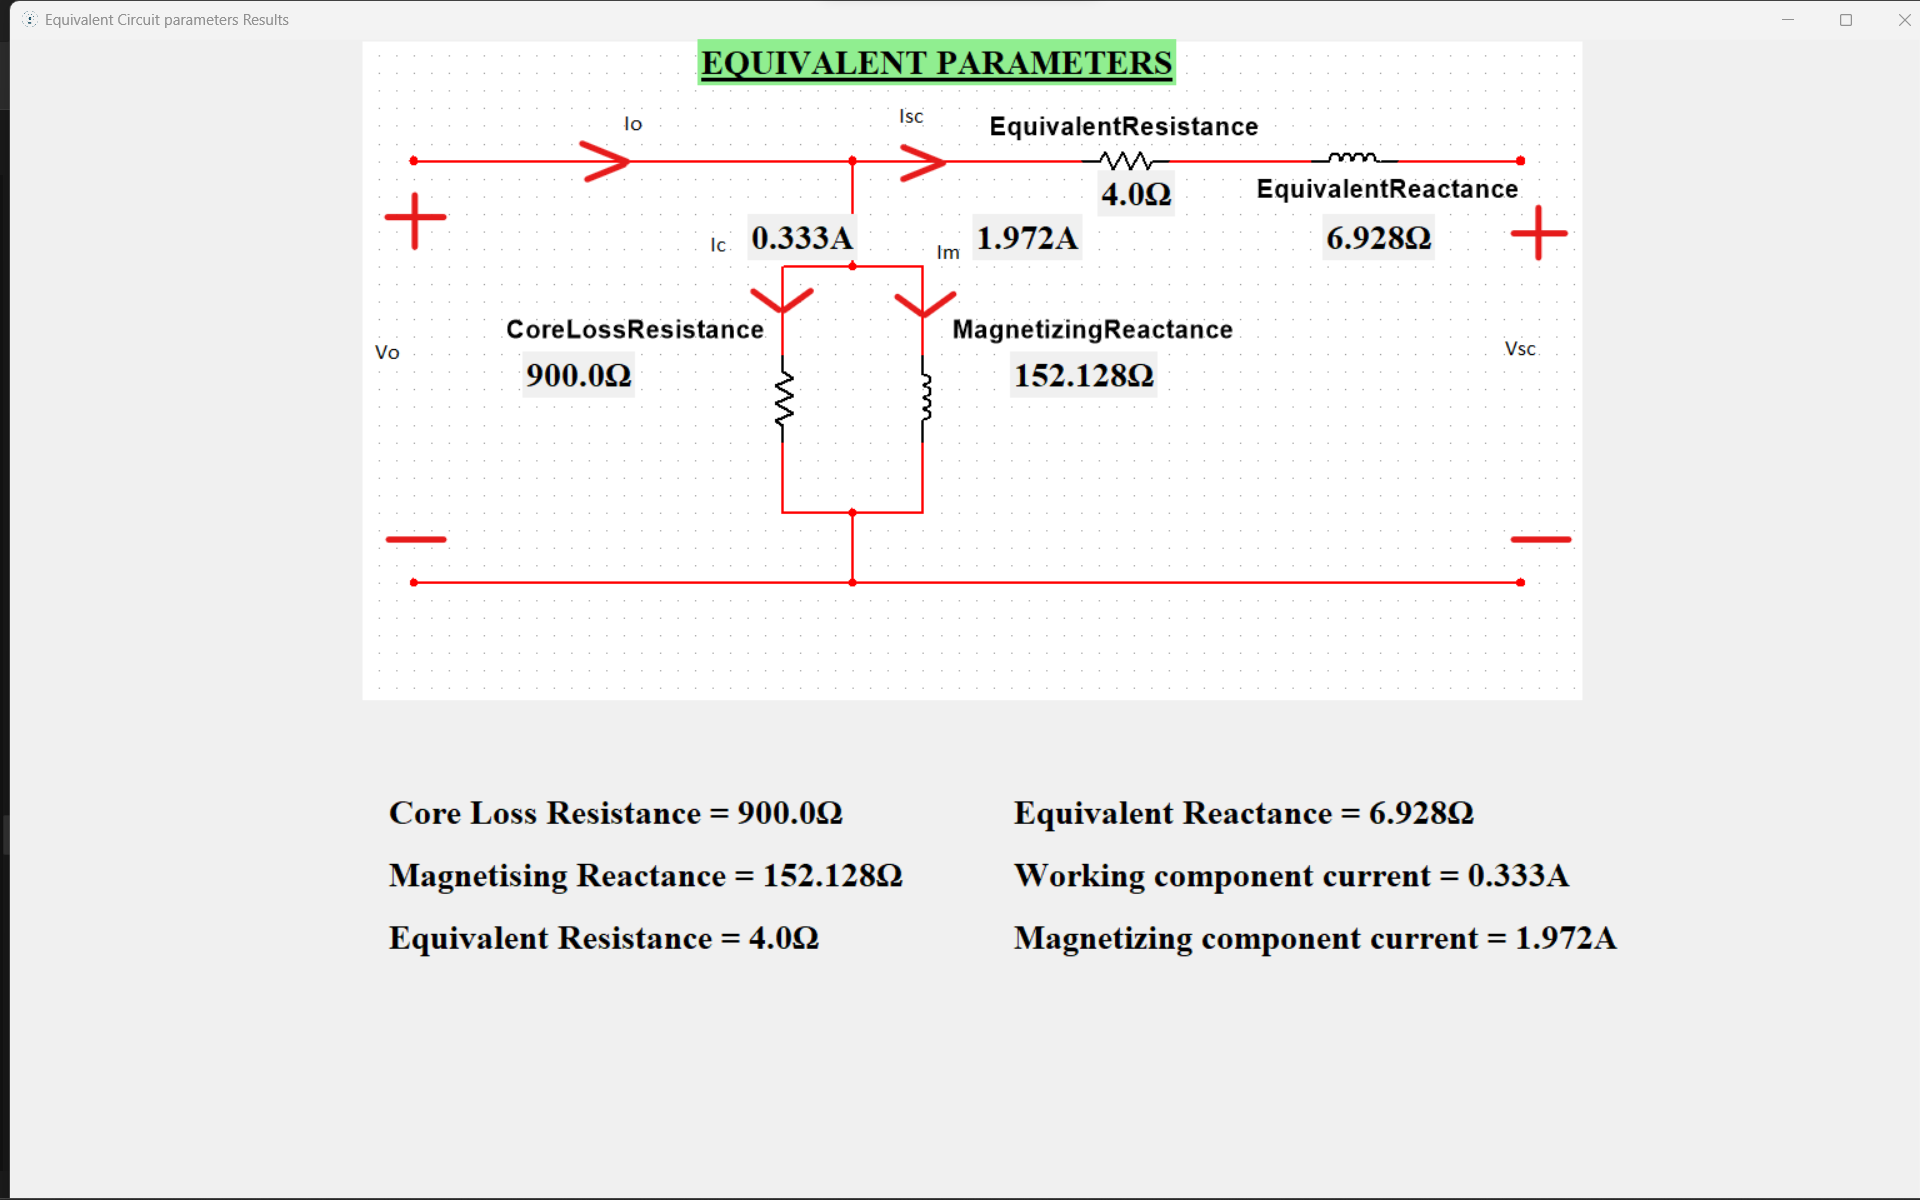 Equivalent Circuit parameters Results
EQUIVALENT PARAMETERS
Io
Isc
EquivalentResistance
4.0Ω
EquivalentReactance
6.928Ω
Ic
0.333A
Im
1.972A
CoreLossResistance
900.0Ω
MagnetizingReactance
152.128Ω
Vo
Vsc
Core Loss Resistance = 900.0Ω
Magnetising Reactance = 152.128Ω
Equivalent Resistance = 4.0Ω
Equivalent Reactance = 6.928Ω
Working component current = 0.333A
Magnetizing component current = 1.972A